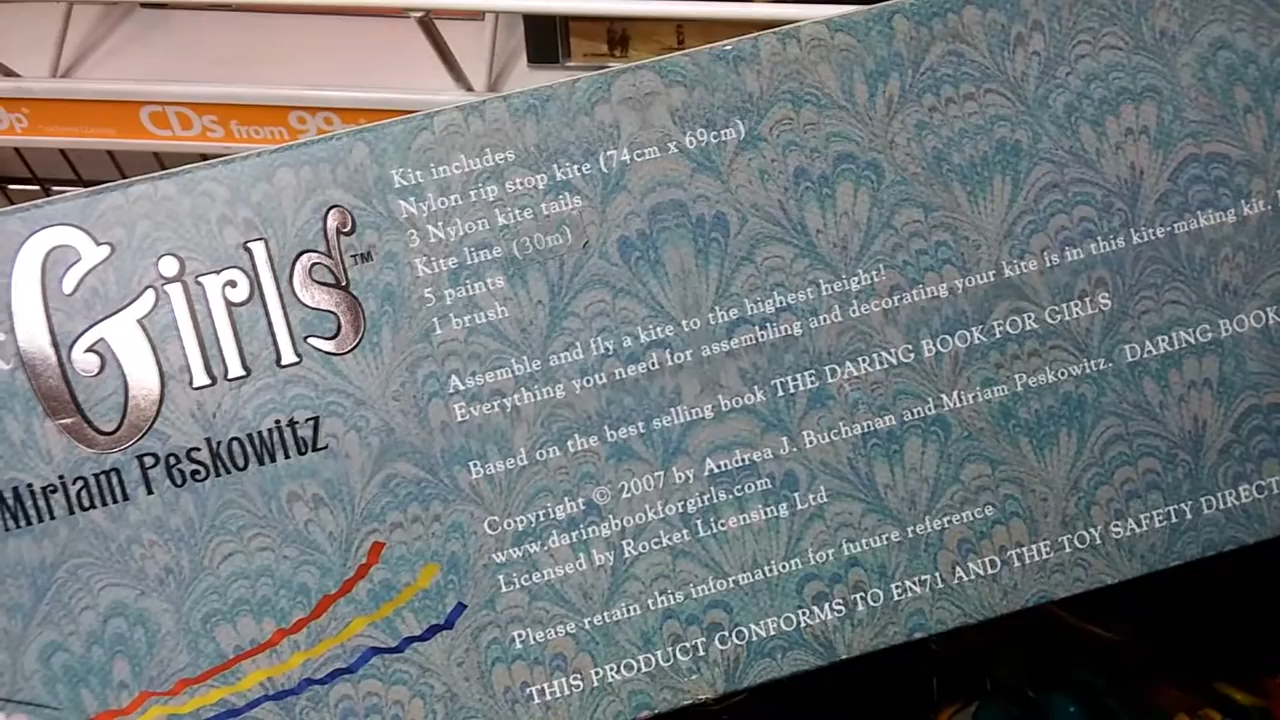 9p*
CDs from 99p
Girls™
Miriam Peskowitz
Kit includes
Nylon rip stop kite (74cm x 69cm)
3 Nylon kite tails
Kite line (30m)
5 paints
1 brush
Assemble and fly a kite to the highest height!
Everything you need for assembling and decorating your kite is in this kite-making kit.
Based on the best selling book THE DARING BOOK FOR GIRLS
Copyright © 2007 by Andrea J. Buchanan and Miriam Peskowitz. DARING BOOK
www.daringbookforgirls.com
Licensed by Rocket Licensing Ltd
Please retain this information for future reference
THIS PRODUCT CONFORMS TO EN71 AND THE TOY SAFETY DIRECT